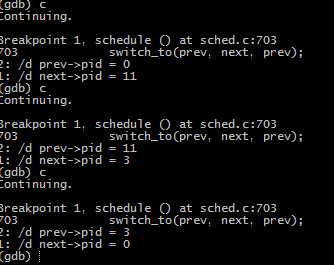 (gdb) c
Continuing.
Breakpoint 1, schedule () at sched.c:703
703 switch_to(prev, next, prev);
2: /d prev->pid = 0
1: /d next->pid = 11
(gdb) c
Continuing.
Breakpoint 1, schedule () at sched.c:703
703 switch_to(prev, next, prev);
2: /d prev->pid = 11
1: /d next->pid = 3
(gdb) c
Continuing.
Breakpoint 1, schedule () at sched.c:703
703 switch_to(prev, next, prev);
2: /d prev->pid = 3
1: /d next->pid = 0
(gdb)